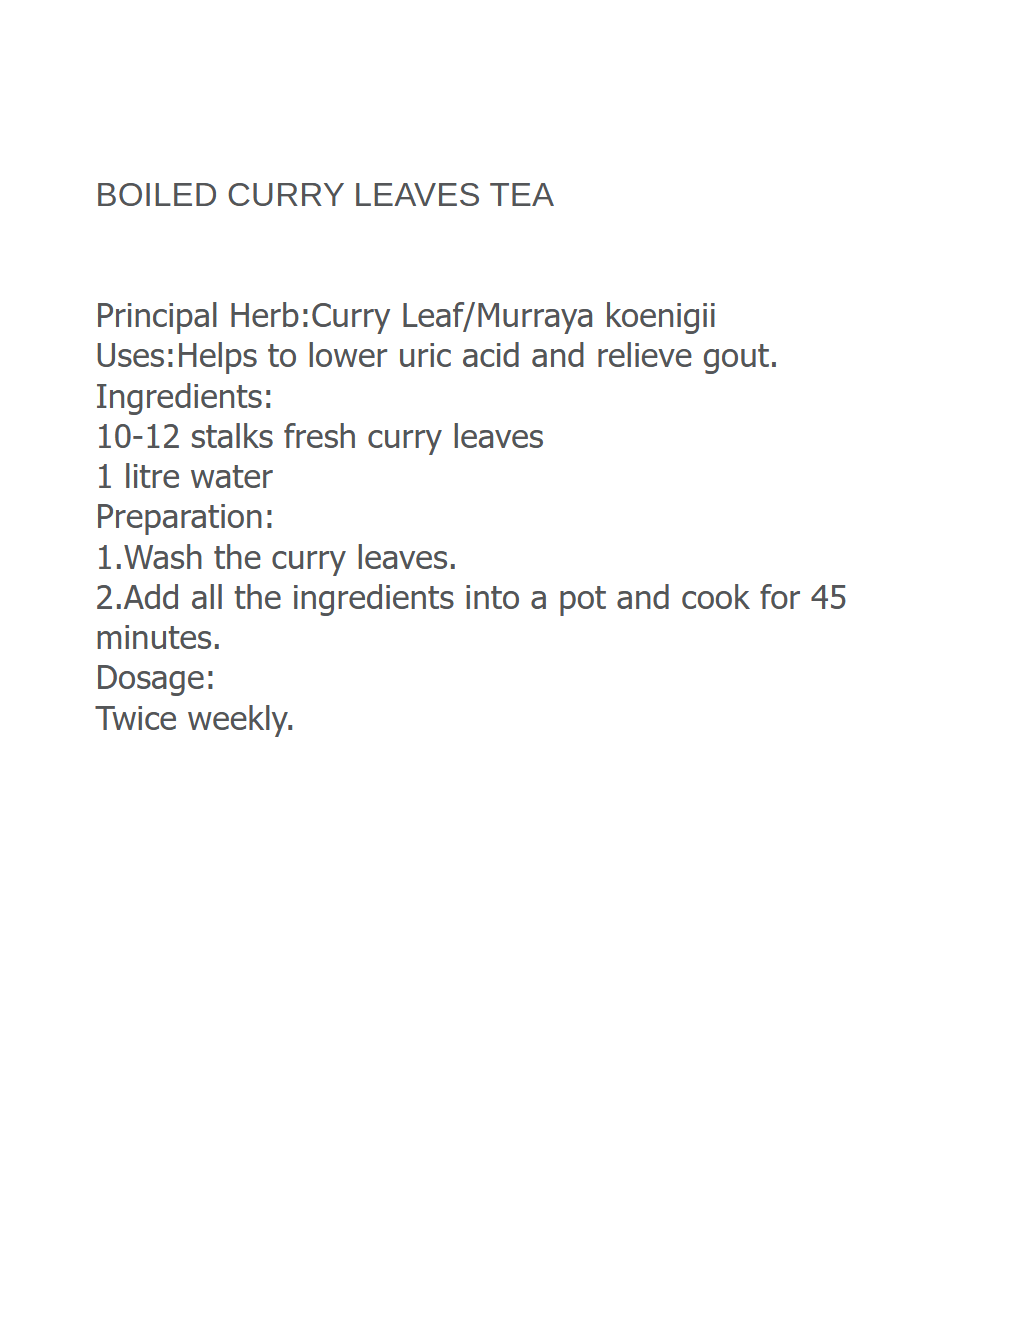 BOILED CURRY LEAVES TEA
Principal Herb:Curry Leaf/Murraya koenigii
Uses:Helps to lower uric acid and relieve gout.
Ingredients:
10-12 stalks fresh curry leaves
1 litre water
Preparation:
1.Wash the curry leaves.
2.Add all the ingredients into a pot and cook for 45
minutes.
Dosage:
Twice weekly.